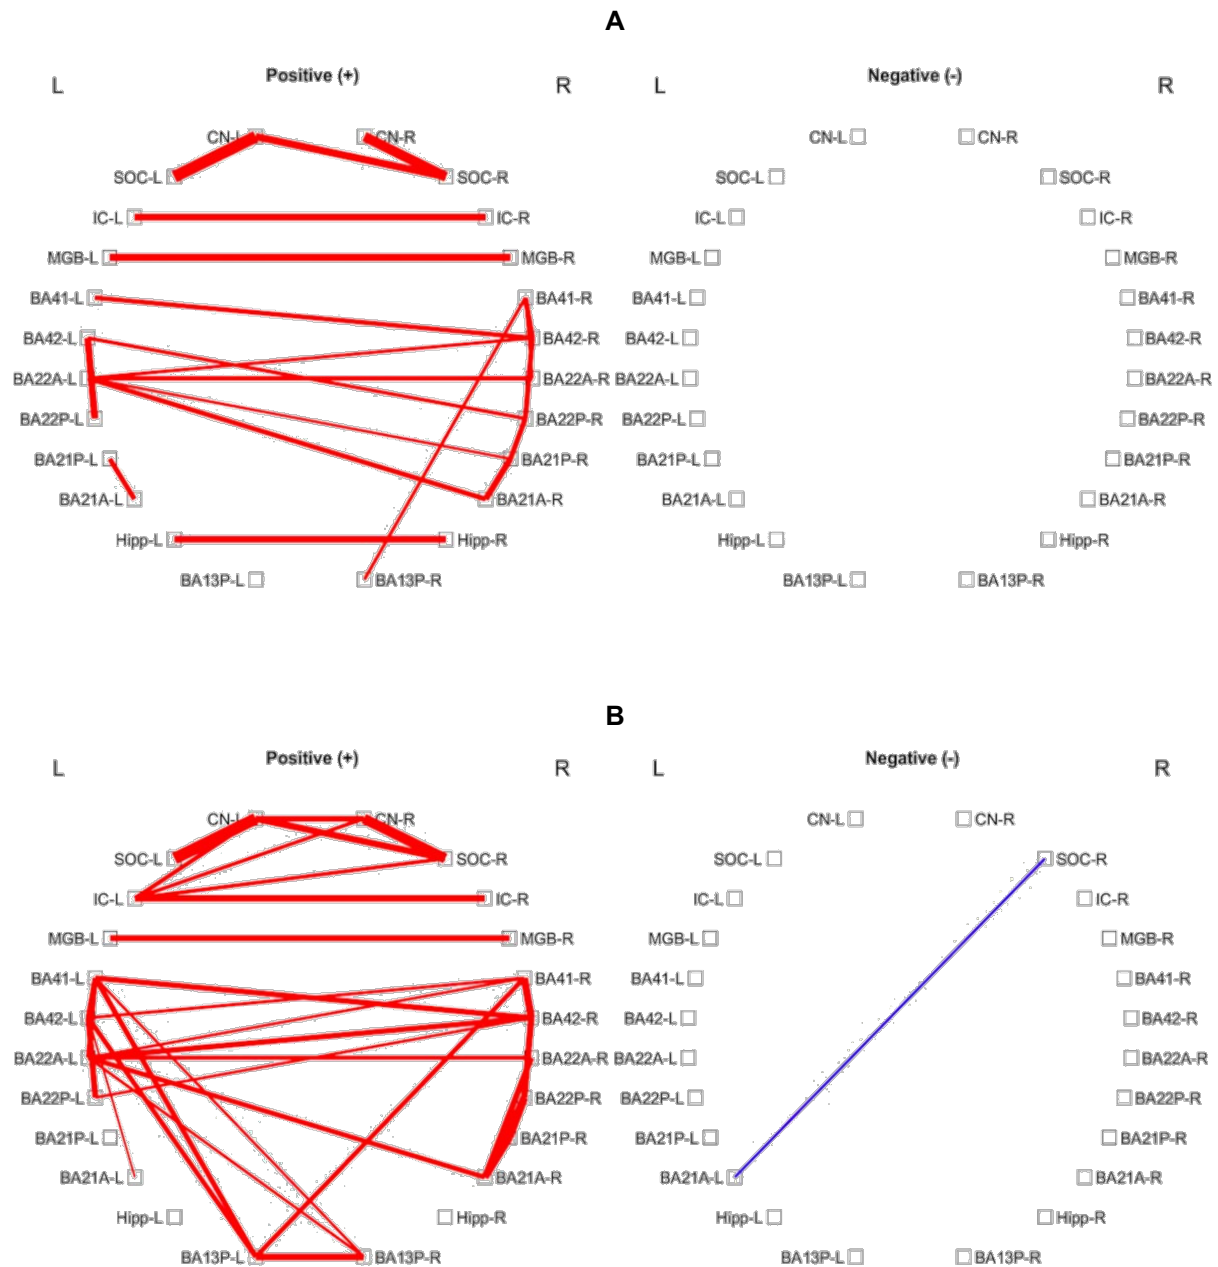 A
Positive (+)
Negative (-)
L R L R
CN-L CN-R CN-L CN-R
SOC-L SOC-R SOC-L SOC-R
IC-L IC-R IC-L IC-R
MGB-L MGB-R MGB-L MGB-R
BA41-L BA41-R BA41-L BA41-R
BA42-L BA42-R BA42-L BA42-R
BA22A-L BA22A-R BA22A-L BA22A-R
BA22P-L BA22P-R BA22P-L BA22P-R
BA21P-L BA21P-R BA21P-L BA21P-R
BA21A-L BA21A-R BA21A-L BA21A-R
Hipp-L Hipp-R Hipp-L Hipp-R
BA13P-L BA13P-R BA13P-L BA13P-R
B
Positive (+)
Negative (-)
L R L R
CN-L CN-R CN-L CN-R
SOC-L SOC-R SOC-L SOC-R
IC-L IC-R IC-L IC-R
MGB-L MGB-R MGB-L MGB-R
BA41-L BA41-R BA41-L BA41-R
BA42-L BA42-R BA42-L BA42-R
BA22A-L BA22A-R BA22A-L BA22A-R
BA22P-L BA22P-R BA22P-L BA22P-R
BA21P-L BA21P-R BA21P-L BA21P-R
BA21A-L BA21A-R BA21A-L BA21A-R
Hipp-L Hipp-R Hipp-L Hipp-R
BA13P-L BA13P-R BA13P-L BA13P-R